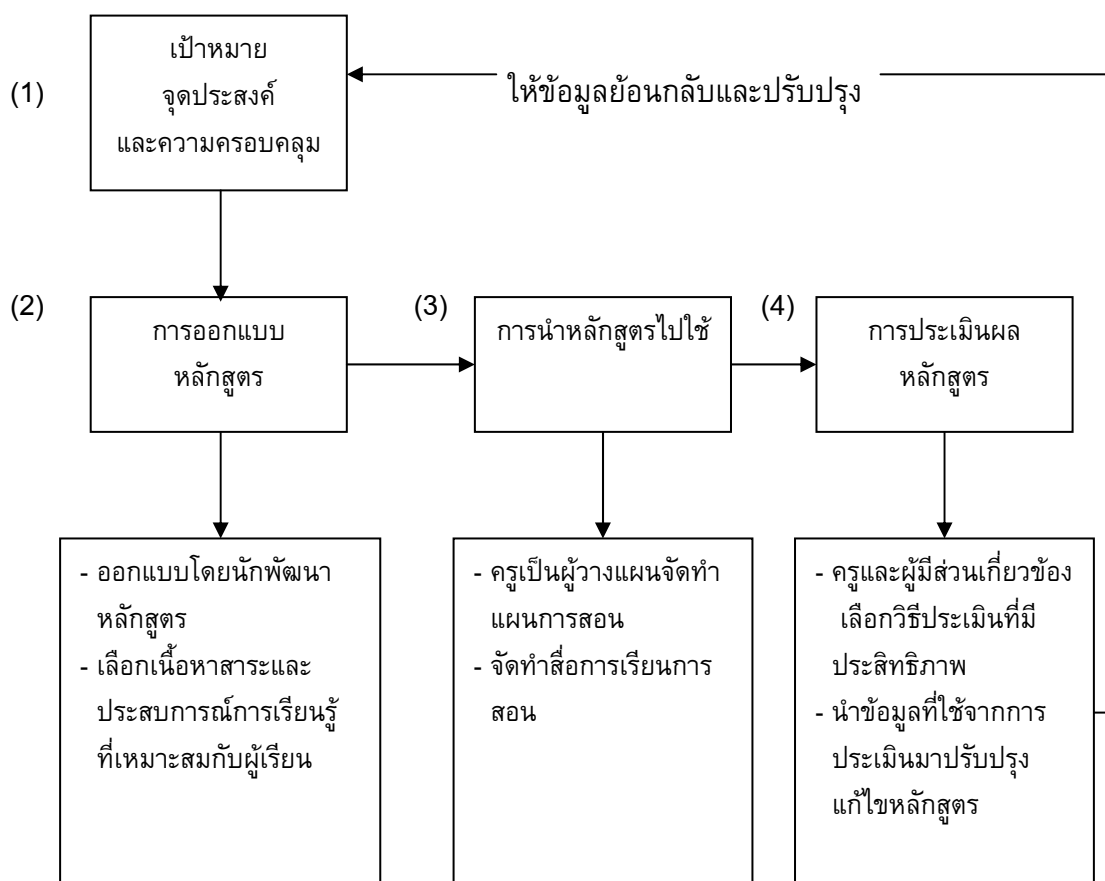 เป้าหมาย
จุดประสงค์
และความครอบคลุม
(1)
ให้ข้อมูลย้อนกลับและปรับปรุง
(2)
การออกแบบ
หลักสูตร
(3)
การนำหลักสูตรไปใช้
(4)
การประเมินผล
หลักสูตร
- ออกแบบโดยนักพัฒนา
หลักสูตร
- เลือกเนื้อหาสาระและ
ประสบการณ์การเรียนรู้
ที่เหมาะสมกับผู้เรียน
- ครูเป็นผู้วางแผนจัดทำ
แผนการสอน
- จัดทำสื่อการเรียนการ
สอน
- ครูและผู้มีส่วนเกี่ยวข้อง
เลือกวิธีประเมินที่มี
ประสิทธิภาพ
- นำข้อมูลที่ใช้จากการ
ประเมินมาปรับปรุง
แก้ไขหลักสูตร